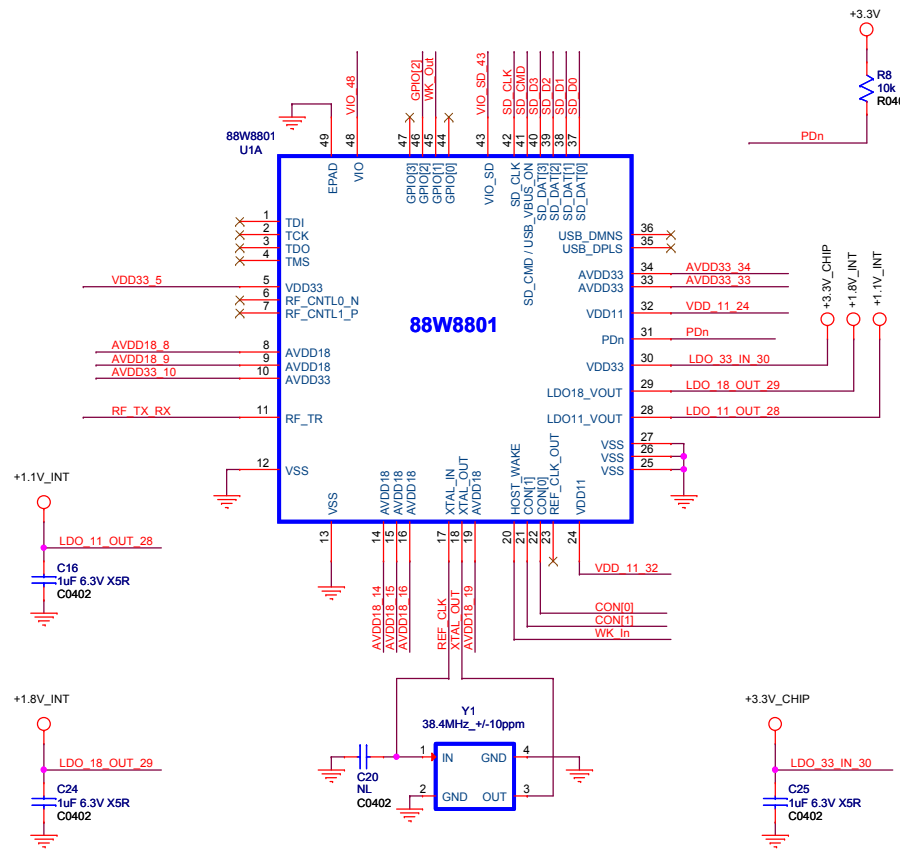 +3.3V
R8
10k
R040
PDn
VIO_48
GPIO[2]
WK_Out
VIO_SD_43
SD_CLK
SD_CMD
SD_D3
SD_D2
SD_D1
SD_D0
88W8801
U1A
49
48
47
46
45
44
43
42
41
40
39
38
37
EPAD
VIO
GPIO[3]
GPIO[2]
GPIO[1]
GPIO[0]
VIO_SD
SD_CLK
SD_CMD / USB_VBUS_ON
SD_DAT[3]
SD_DAT[2]
SD_DAT[1]
SD_DAT[0]
1 TDI
2 TCK
3 TDO
4 TMS
VDD33_5 5 VDD33
6 RF_CNTL0_N
7 RF_CNTL1_P
AVDD18_8 8 AVDD18
AVDD18_9 9 AVDD18
AVDD33_10 10 AVDD33
RF_TX_RX 11 RF_TR
12 VSS
88W8801
USB_DMNS 36
USB_DPLS 35
AVDD33 34 AVDD33_34
AVDD33 33 AVDD33_33
VDD11 32 VDD_11_24
PDn 31 PDn
VDD33 30 LDO_33_IN_30
LDO18_VOUT 29 LDO_18_OUT_29
LDO11_VOUT 28 LDO_11_OUT_28
VSS 27
VSS 26
VSS 25
+3.3V_CHIP
+1.8V_INT
+1.1V_INT
VSS
AVDD18
AVDD18
AVDD18
XTAL_IN
XTAL_OUT
AVDD18
HOST_WAKE
CON[1]
CON[0]
REF_CLK_OUT
VDD11
13
14
15
16
17
18
19
20
21
22
23
24
AVDD18_14
AVDD18_15
AVDD18_16
REF_CLK
XTAL_OUT
AVDD18_19
VDD_11_32
CON[0]
CON[1]
WK_In
+1.1V_INT
LDO_11_OUT_28
C16
1uF 6.3V X5R
C0402
+1.8V_INT
LDO_18_OUT_29
C24
1uF 6.3V X5R
C0402
Y1
38.4MHz_+/-10ppm
1 IN
GND 4
2 GND
OUT 3
C20
NL
C0402
+3.3V_CHIP
LDO_33_IN_30
C25
1uF 6.3V X5R
C0402